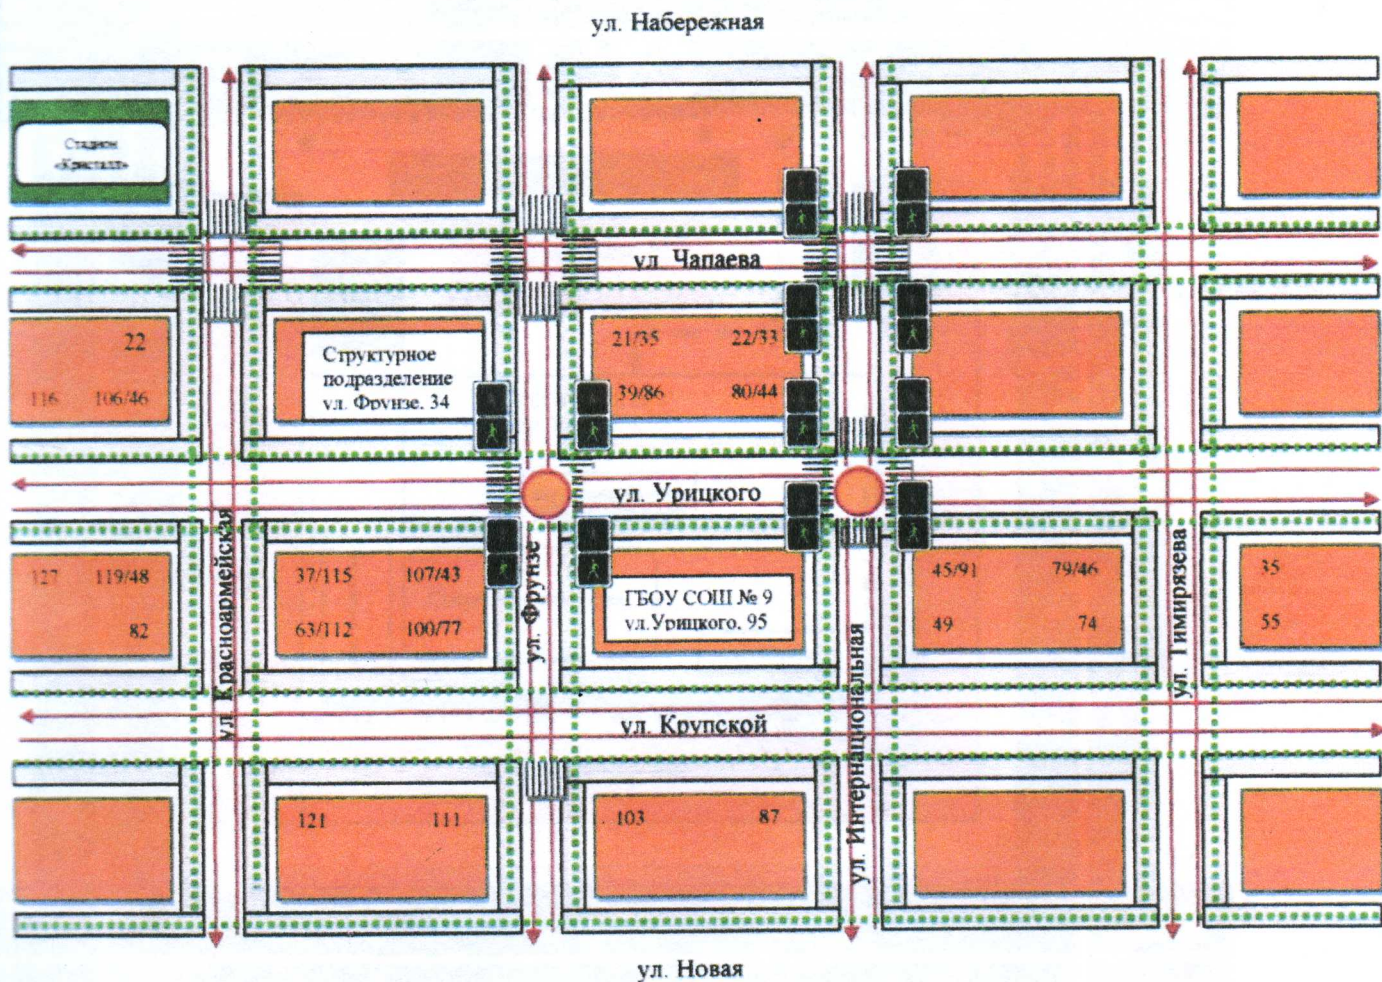 ул. Набережная
Стадион
«Кристалл»
ул. Чапаева
22
116 106/46
Структурное
подразделение
ул. Фрунзе, 34
21/35 22/33
39/86 80/44
ул. Урицкого
127 119/48
82
37/115 107/43
63/112 100/77
ГБОУ СОШ № 9
ул.Урицкого, 95
45/91 79/46
49 74
35
55
ул. Красноармейская
ул. Фрунзе
ул. Интернациональная
ул. Тимирязева
ул. Крупской
121 111
103 87
ул. Новая